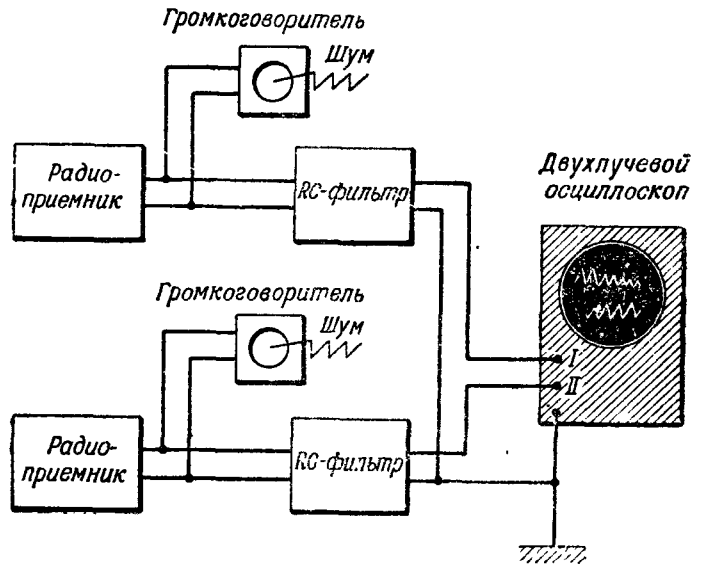 Громкоговоритель
Шум
Радио-
приемник
RC-фильтр
Двухлучевой
осциллоскоп
I
II
Громкоговоритель
Шум
Радио-
приемник
RC-фильтр